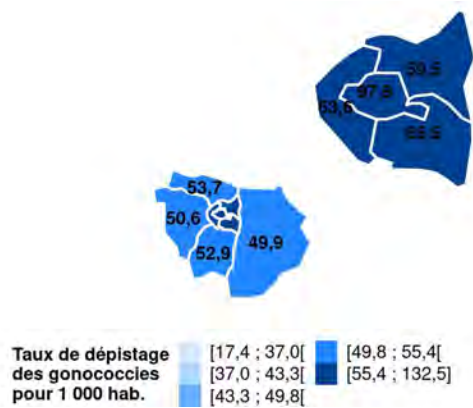 59,5
97,8
63,6
53,7
50,6
52,9
49,9
Taux de dépistage
des gonococcies
pour 1 000 hab.
[17,4 ; 37,0[
[37,0 ; 43,3[
[43,3 ; 49,8[
[49,8 ; 55,4[
[55,4 ; 132,5]